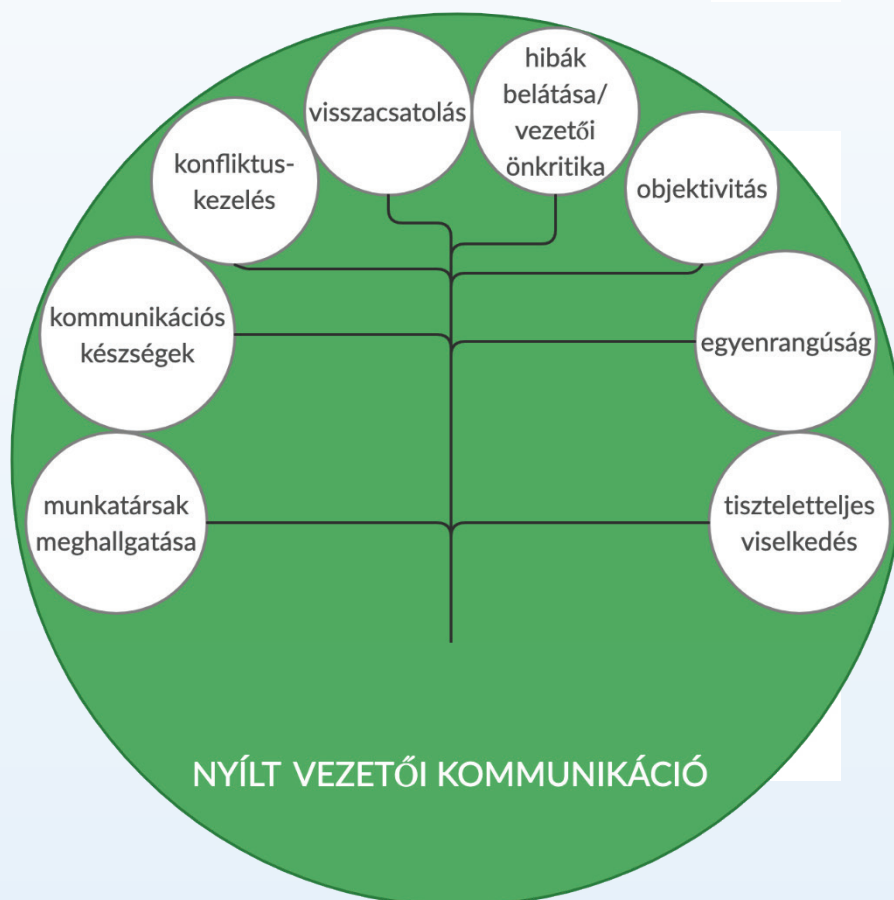 visszacsatolás
hibák
belátása/
vezetői
önkritika
konfliktus-
kezelés
objektivitás
kommunikációs
készségek
egyenrangúság
munkatársak
meghallgatása
tiszteletteljes
viselkedés
NYÍLT VEZETŐI KOMMUNIKÁCIÓ